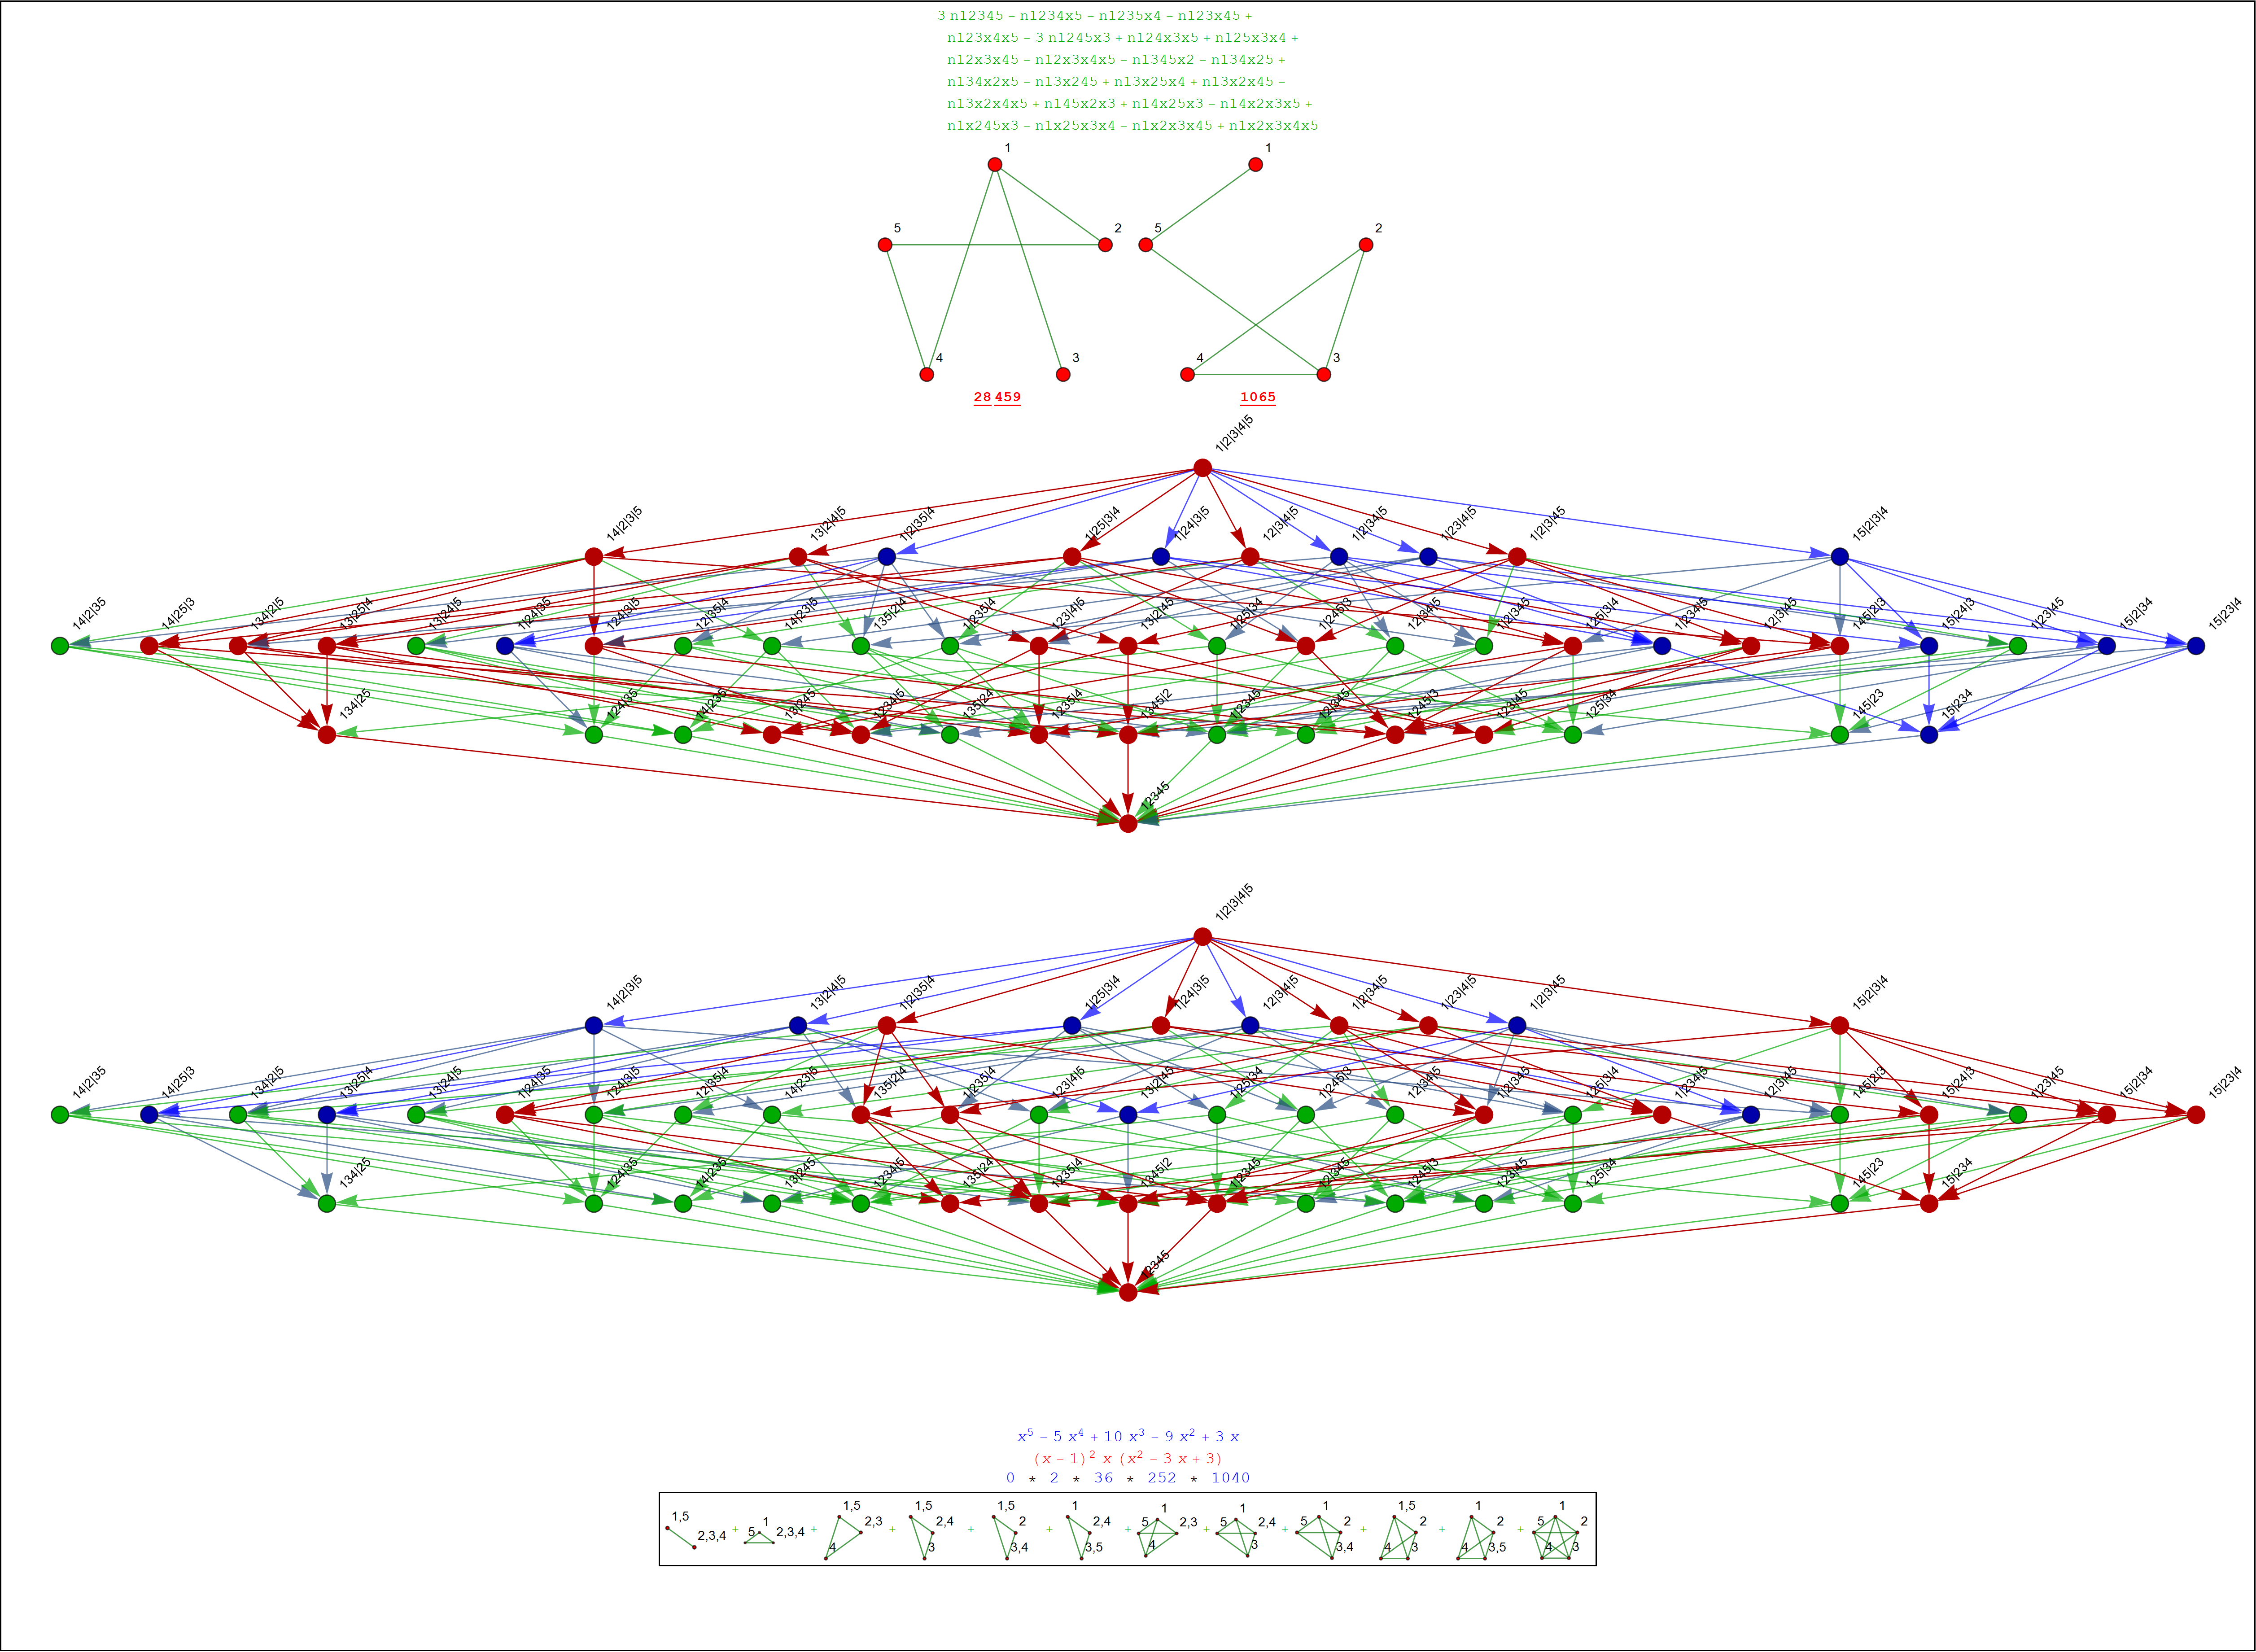 3 n12345 − n1234x5 − n1235x4 − n123x45 +
n123x4x5 − 3 n1245x3 + n124x3x5 + n125x3x4 +
n12x3x45 − n12x3x4x5 − n1345x2 − n134x25 +
n134x2x5 − n13x245 + n13x25x4 + n13x2x45 −
n13x2x4x5 + n145x2x3 + n14x25x3 − n14x2x3x5 +
n1x245x3 − n1x25x3x4 − n1x2x3x45 + n1x2x3x4x5
1 1
5 2 5 2
4 3 4 3
28 459 1065
1|2|3|4|5
14|2|3|5 13|2|4|5 1|2|35|4 1|25|3|4 1|24|3|5 12|3|4|5 1|2|34|5 1|23|4|5 1|2|3|45 15|2|3|4
14|2|35 14|25|3 134|2|5 13|25|4 13|24|5 1|24|35 124|3|5 12|35|4 14|23|5 135|2|4 1|235|4 123|4|5 13|2|45 1|25|34 1|245|3 12|34|5 1|2|345 125|3|4 1|234|5 12|3|45 145|2|3 15|24|3 1|23|45 15|2|34 15|23|4
134|25 124|35 14|235 13|245 1234|5 135|24 1235|4 1345|2 1|2345 12|345 1245|3 123|45 125|34 145|23 15|234
12345
1|2|3|4|5
14|2|3|5 13|2|4|5 1|2|35|4 1|25|3|4 1|24|3|5 12|3|4|5 1|2|34|5 1|23|4|5 1|2|3|45 15|2|3|4
14|2|35 14|25|3 134|2|5 13|25|4 13|24|5 1|24|35 124|3|5 12|35|4 14|23|5 135|2|4 1|235|4 123|4|5 13|2|45 1|25|34 1|245|3 12|34|5 1|2|345 125|3|4 1|234|5 12|3|45 145|2|3 15|24|3 1|23|45 15|2|34 15|23|4
134|25 124|35 14|235 13|245 1234|5 135|24 1235|4 1345|2 1|2345 12|345 1245|3 123|45 125|34 145|23 15|234
12345
x⁵ − 5 x⁴ + 10 x³ − 9 x² + 3 x
(x − 1)² x (x² − 3 x + 3)
0 * 2 * 36 * 252 * 1040
1,5 2,3,4 + 5 1 2,3,4 + 1,5 2,3 4 + 1,5 2,4 3 + 1,5 2 3,4 + 1 2,4 3,5 + 5 1 2,3 4 + 5 1 2,4 3 + 5 1 2 3,4 + 1,5 2 4 3 + 1 2 4 3,5 + 5 1 2 4 3